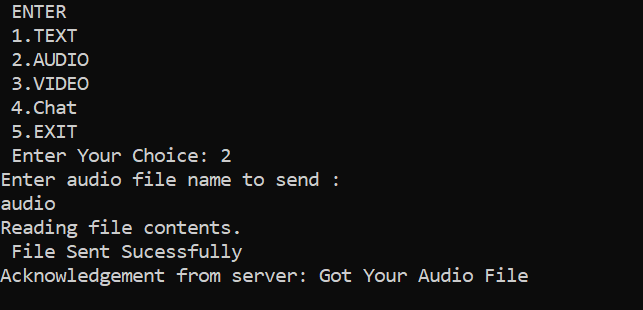 ENTER
1.TEXT
2.AUDIO
3.VIDEO
4.Chat
5.EXIT
Enter Your Choice: 2
Enter audio file name to send :
audio
Reading file contents.
File Sent Sucessfully
Acknowledgement from server: Got Your Audio File